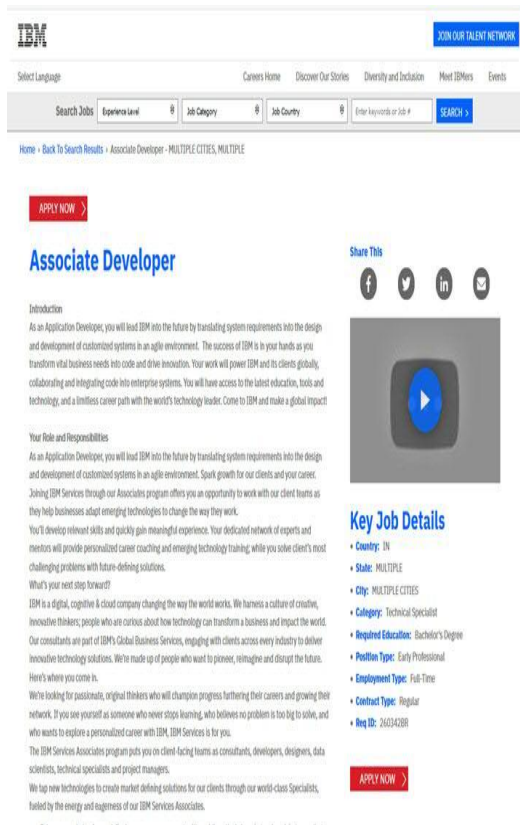 IBM
JOIN OUR TALENT NETWORK
Select Language
Careers Home Discover Our Stories Diversity and Inclusion Meet IBMers Events
Search Jobs Experience Level Job Category Job Country Enter keywords or Job # SEARCH >
Home › Back To Search Results › Associate Developer - MULTIPLE CITIES, MULTIPLE
APPLY NOW
Associate Developer
Introduction
As an Application Developer, you will lead IBM into the future by translating system requirements into the design
and development of customized systems in an agile environment. The success of IBM is in your hands as you
transform vital business needs into code and drive innovation. Your work will power IBM and its clients globally,
collaborating and integrating code into enterprise systems. You will have access to the latest education, tools and
technology, and a limitless career path with the world's technology leader. Come to IBM and make a global impact!
Your Role and Responsibilities
As an Application Developer, you will lead IBM into the future by translating system requirements into the design
and development of customized systems in an agile environment. Spark growth for our clients and your career.
Joining IBM Services through our Associates program offers you an opportunity to work with our client teams as
they help businesses adapt emerging technologies to change the way they work.
You'll develop relevant skills and quickly gain meaningful experience. Your dedicated network of experts and
mentors will provide personalized career coaching and emerging technology training; while you solve client's most
challenging problems with future-defining solutions.
What's your next step forward?
IBM is a digital, cognitive & cloud company changing the way the world works. We harness a culture of creative,
innovative thinkers; people who are curious about how technology can transform a business and impact the world.
Our consultants are part of IBM's Global Business Services, engaging with clients across every industry to deliver
innovative technology solutions. We're made up of people who want to pioneer, reimagine and disrupt the future.
Here's where you come in.
We're looking for passionate, original thinkers who will champion progress furthering their careers and growing their
network. If you see yourself as someone who never stops learning, who believes no problem is too big to solve, and
who wants to explore a personalized career with IBM, IBM Services is for you.
The IBM Services Associates program puts you on client-facing teams as consultants, developers, designers, data
scientists, technical specialists and project managers.
We tap new technologies to create market defining solutions for our clients through our world-class Specialists,
fueled by the energy and eagerness of our IBM Services Associates.
Share This
Key Job Details
• Country: IN
• State: MULTIPLE
• City: MULTIPLE CITIES
• Category: Technical Specialist
• Required Education: Bachelor's Degree
• Position Type: Early Professional
• Employment Type: Full-Time
• Contract Type: Regular
• Req ID: 260342BR
APPLY NOW